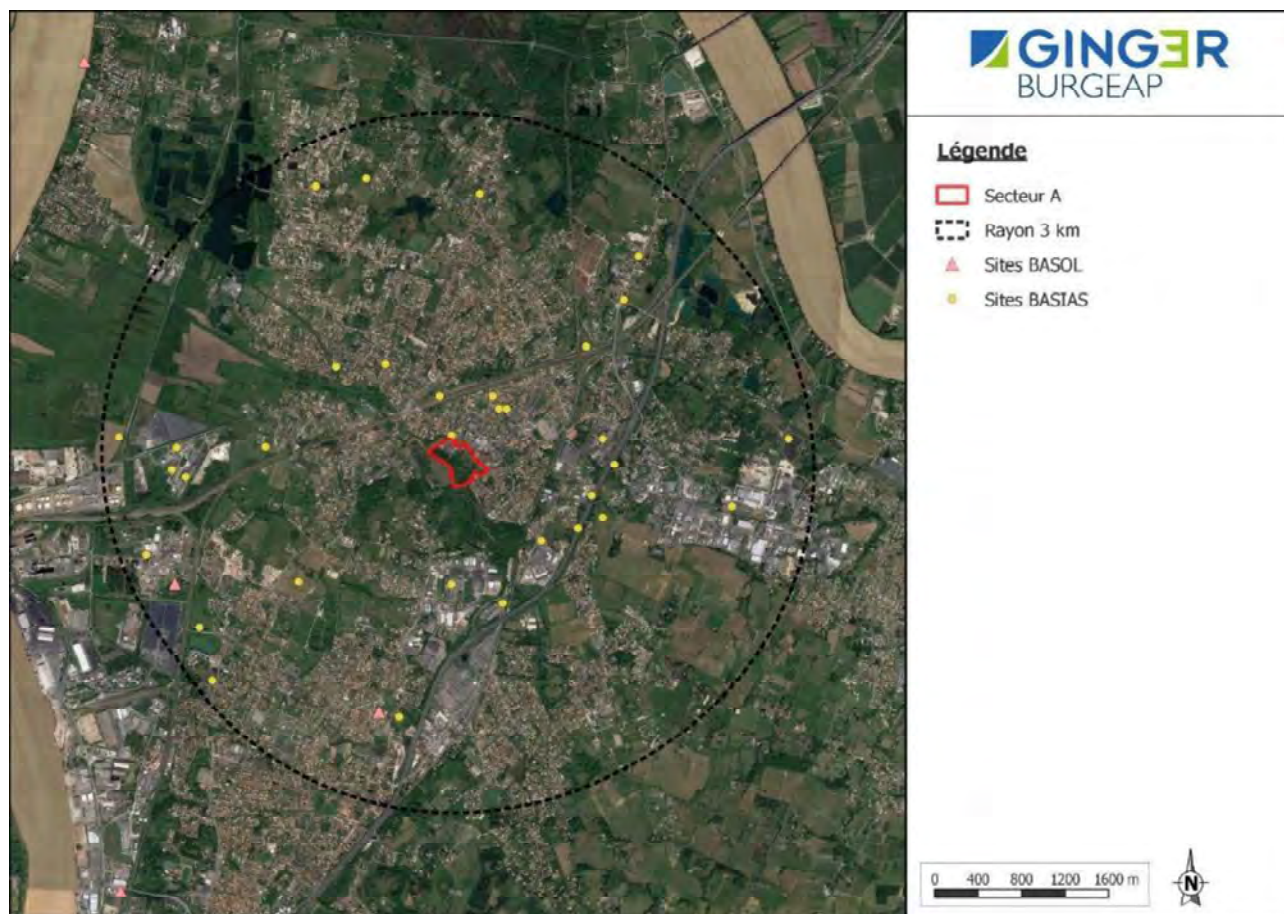 GINGER
BURGEAP
Légende
Secteur A
Rayon 3 km
Sites BASOL
Sites BASIAS
0 400 800 1200 1600 m
N